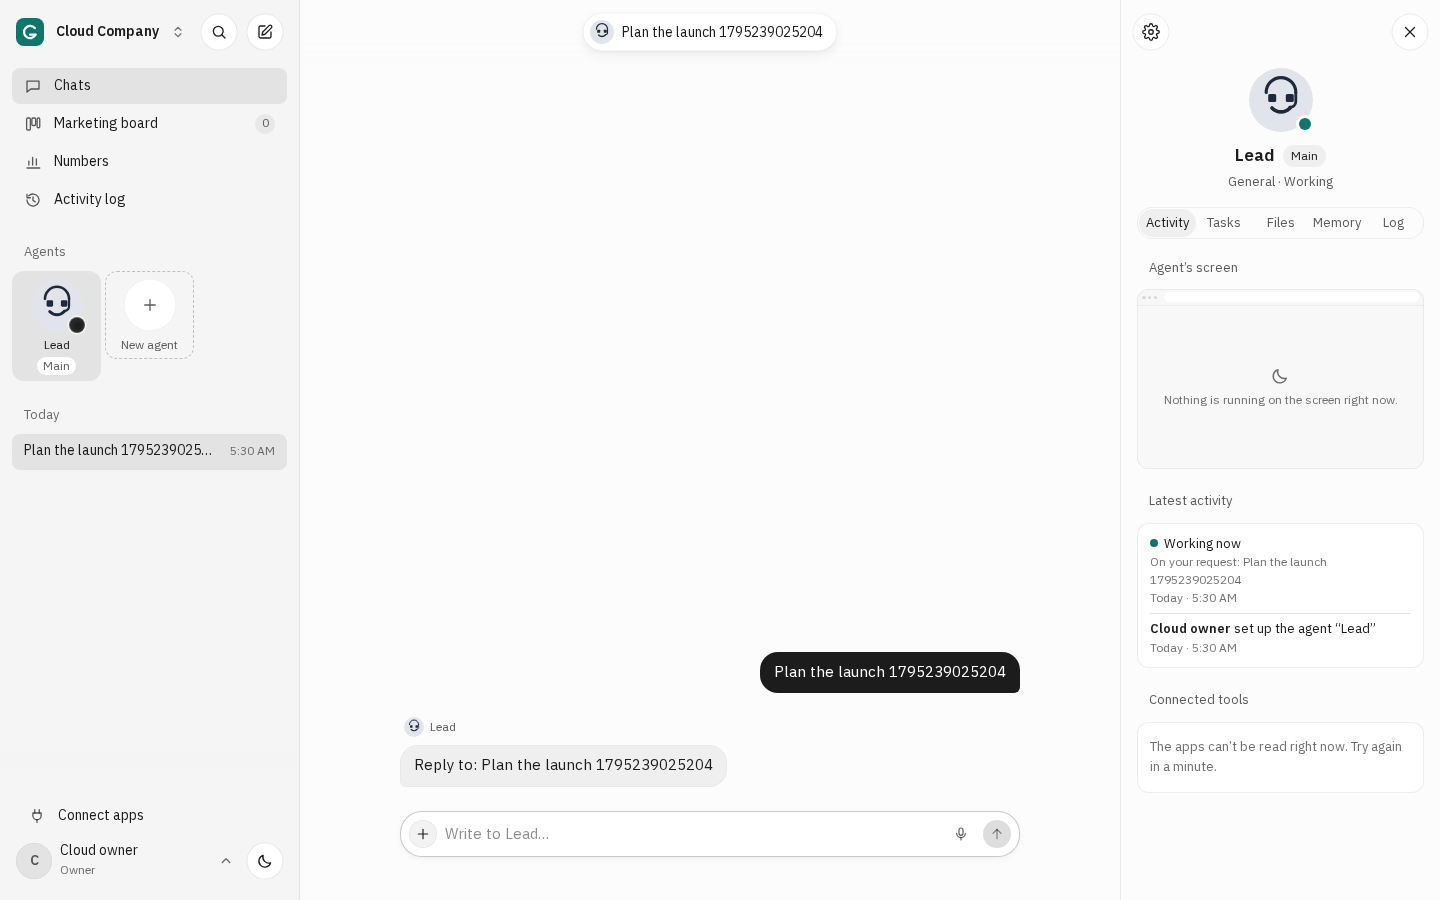 Cloud Company
Chats
Marketing board
0
Numbers
Activity log
Agents
Lead
Main
New agent
Today
Plan the launch 1795239025...
5:30 AM
Connect apps
C
Cloud owner
Owner
Plan the launch 1795239025204
Plan the launch 1795239025204
Lead
Reply to: Plan the launch 1795239025204
Write to Lead...
Lead
Main
General · Working
Activity
Tasks
Files
Memory
Log
Agent's screen
Nothing is running on the screen right now.
Latest activity
Working now
On your request: Plan the launch
1795239025204
Today · 5:30 AM
Cloud owner set up the agent “Lead”
Today · 5:30 AM
Connected tools
The apps can't be read right now. Try again
in a minute.